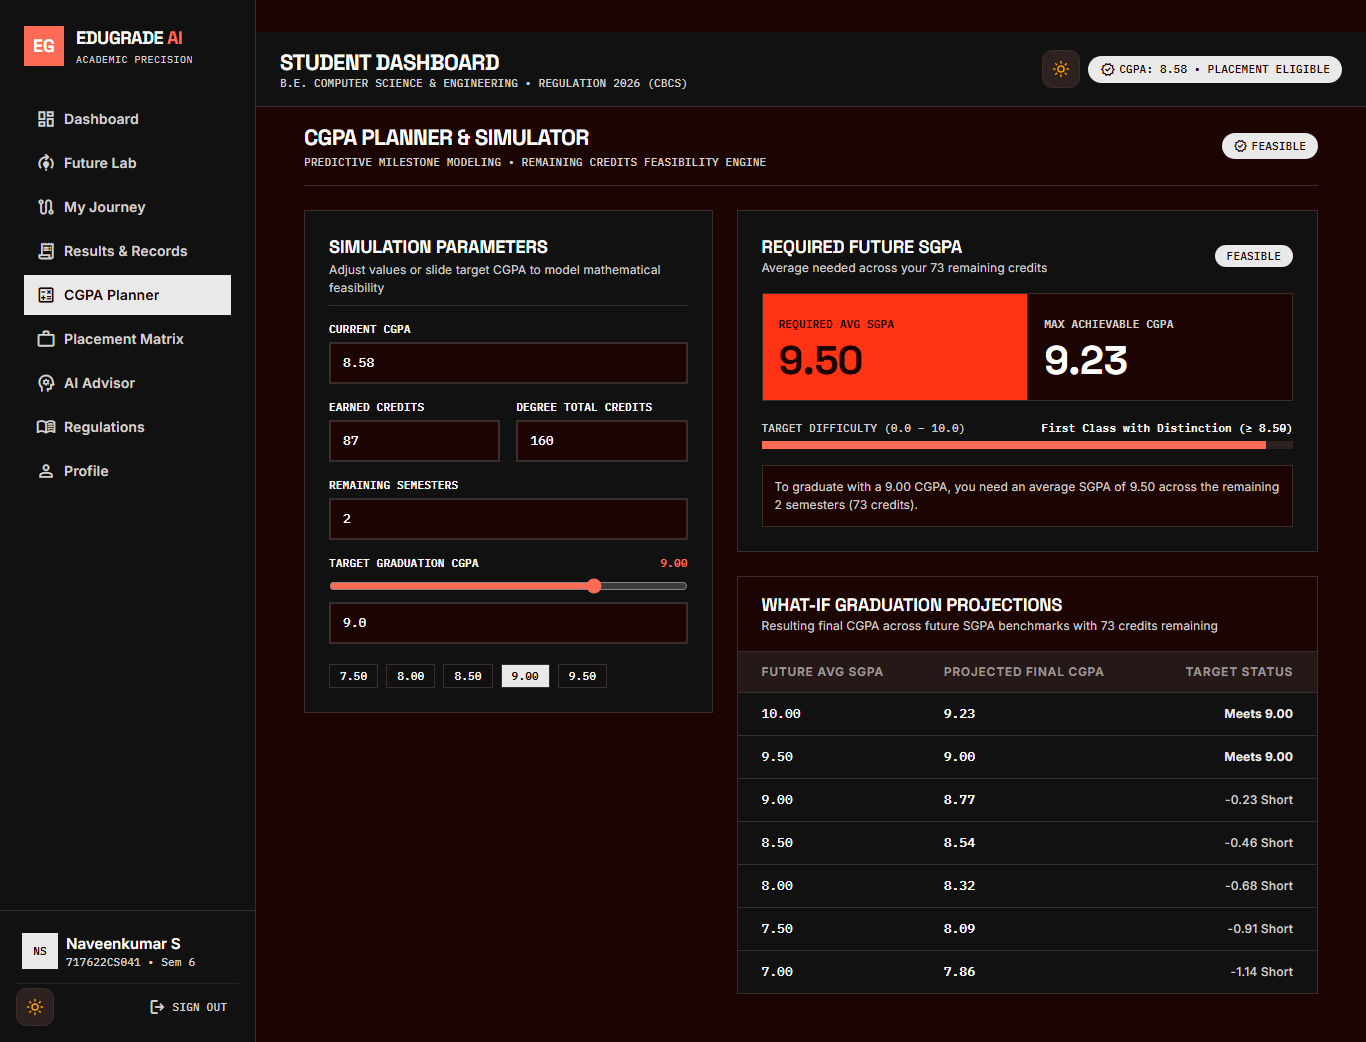 EG
EDUGRADE AI
ACADEMIC PRECISION
Dashboard
Future Lab
My Journey
Results & Records
CGPA Planner
Placement Matrix
AI Advisor
Regulations
Profile
NS
Naveenkumar S
717622CS041 • Sem 6
SIGN OUT
STUDENT DASHBOARD
B.E. COMPUTER SCIENCE & ENGINEERING • REGULATION 2026 (CBCS)
CGPA: 8.58 • PLACEMENT ELIGIBLE
CGPA PLANNER & SIMULATOR
PREDICTIVE MILESTONE MODELING • REMAINING CREDITS FEASIBILITY ENGINE
FEASIBLE
SIMULATION PARAMETERS
Adjust values or slide target CGPA to model mathematical
feasibility
CURRENT CGPA
8.58
EARNED CREDITS DEGREE TOTAL CREDITS
87 160
REMAINING SEMESTERS
2
TARGET GRADUATION CGPA 9.00
9.0
7.50 8.00 8.50 9.00 9.50
REQUIRED FUTURE SGPA
Average needed across your 73 remaining credits
FEASIBLE
REQUIRED AVG SGPA
9.50
MAX ACHIEVABLE CGPA
9.23
TARGET DIFFICULTY (0.0 – 10.0) First Class with Distinction (≥ 8.50)
To graduate with a 9.00 CGPA, you need an average SGPA of 9.50 across the remaining
2 semesters (73 credits).
WHAT-IF GRADUATION PROJECTIONS
Resulting final CGPA across future SGPA benchmarks with 73 credits remaining
FUTURE AVG SGPA PROJECTED FINAL CGPA TARGET STATUS
10.00 9.23 Meets 9.00
9.50 9.00 Meets 9.00
9.00 8.77 -0.23 Short
8.50 8.54 -0.46 Short
8.00 8.32 -0.68 Short
7.50 8.09 -0.91 Short
7.00 7.86 -1.14 Short